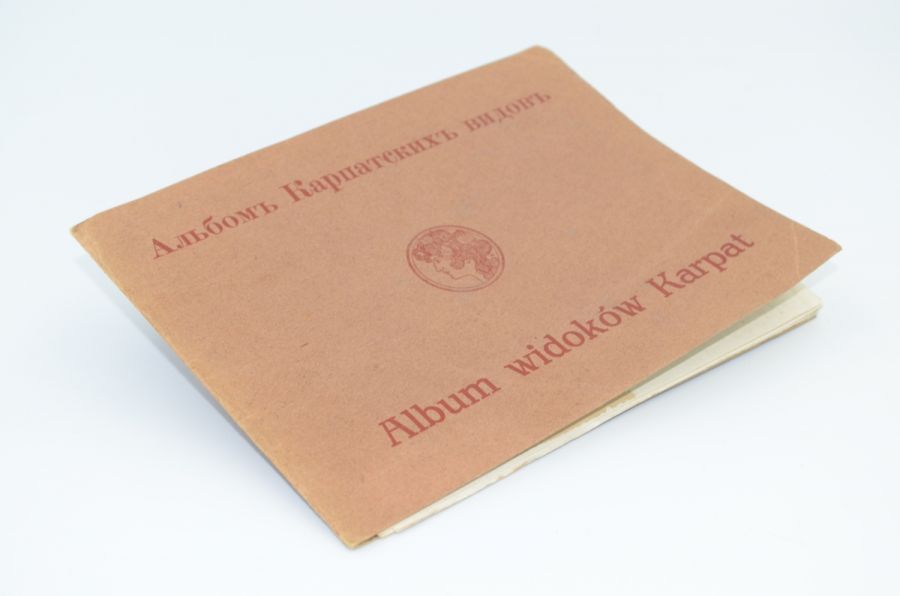 Альбомъ Карпатскихъ видовъ
Album widoków Karpat